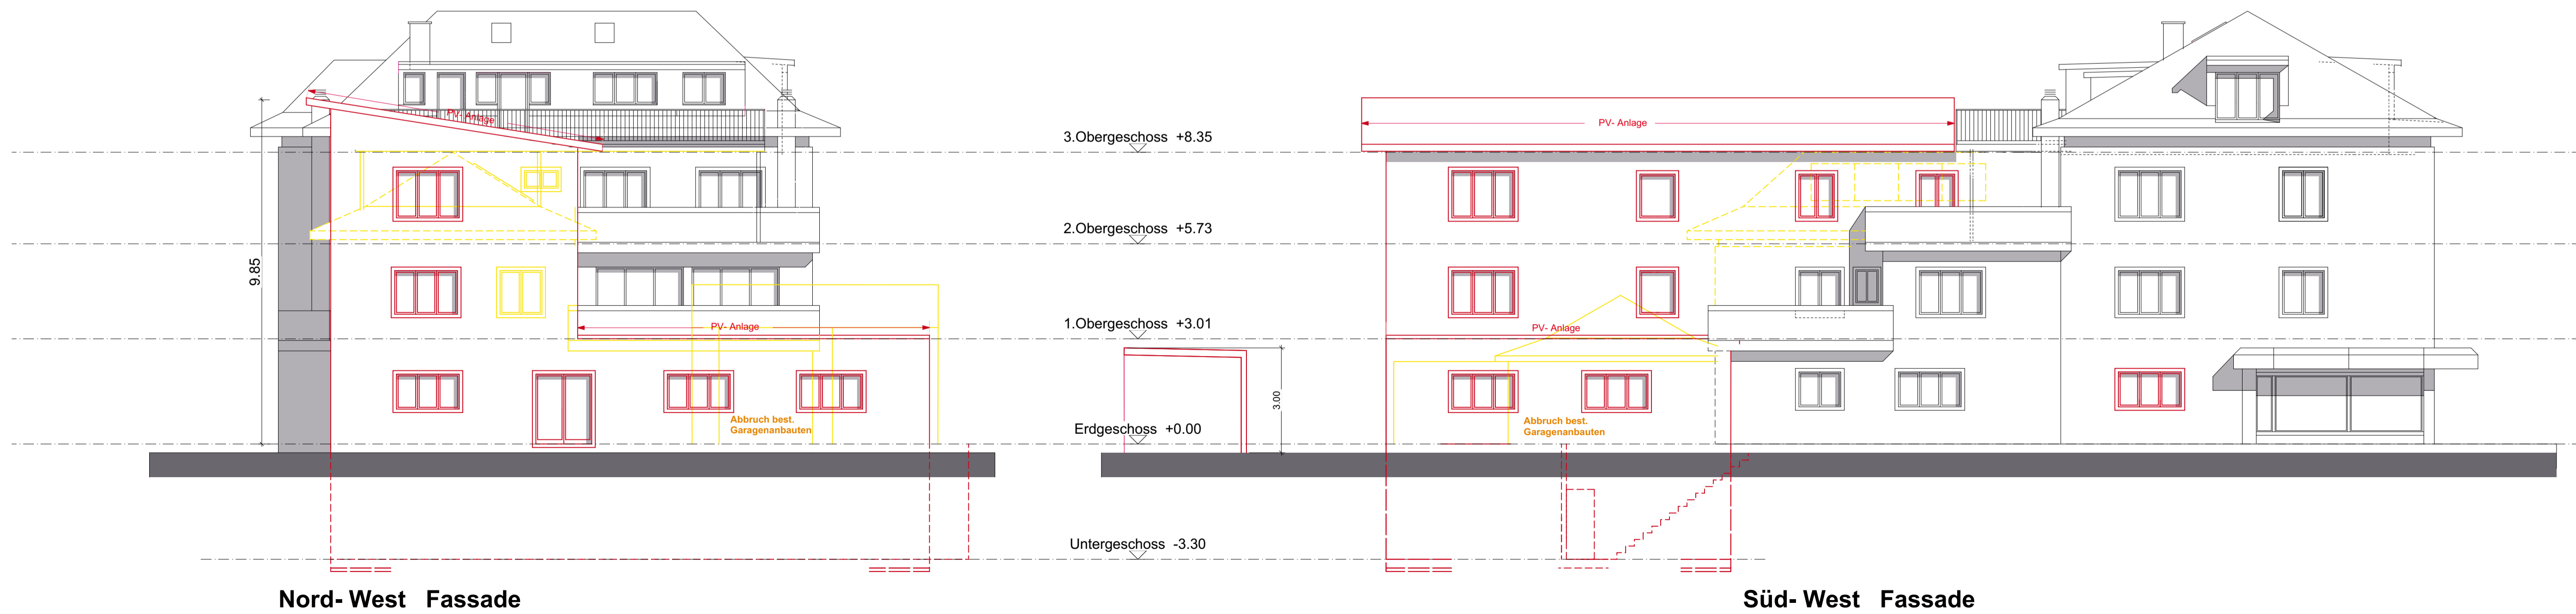 PV- Anlage
9.85
PV- Anlage
Abbruch best.
Garagenanbauten
3.Obergeschoss +8.35
2.Obergeschoss +5.73
1.Obergeschoss +3.01
Erdgeschoss +0.00
Untergeschoss -3.30
3.00
PV- Anlage
PV- Anlage
Abbruch best.
Garagenanbauten
Nord- West Fassade
Süd- West Fassade